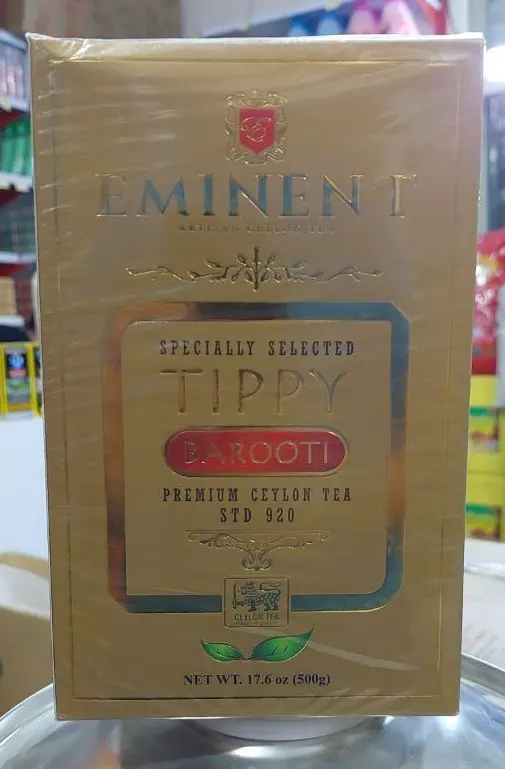 E
EMINENT
ARTISAN CEYLON TEA
SPECIALLY SELECTED
TIPPY
BAROOTI
PREMIUM CEYLON TEA
STD 920
CEYLON TEA
NET WT. 17.6 oz (500g)